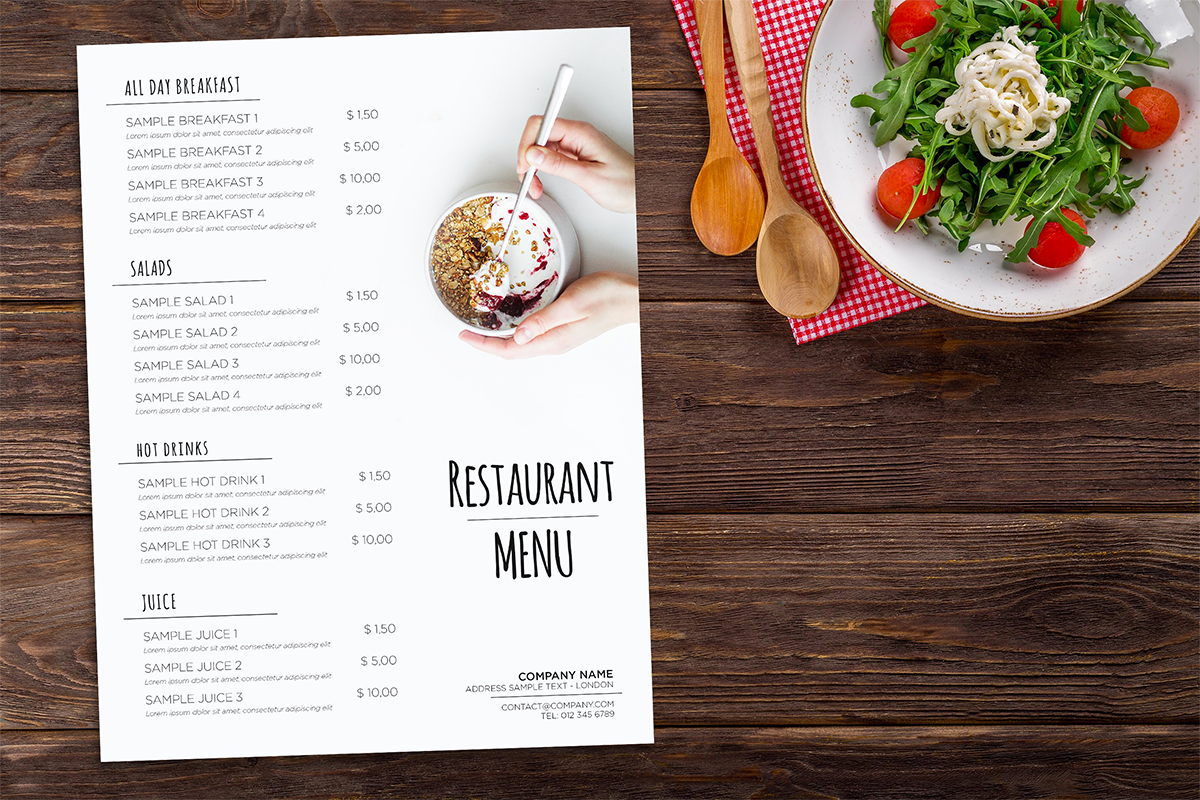 ALL DAY BREAKFAST
SAMPLE BREAKFAST 1 $ 1,50
Lorem ipsum dolor sit amet, consectetur adipiscing elit
SAMPLE BREAKFAST 2 $ 5,00
Lorem ipsum dolor sit amet, consectetur adipiscing elit
SAMPLE BREAKFAST 3 $ 10,00
Lorem ipsum dolor sit amet, consectetur adipiscing elit
SAMPLE BREAKFAST 4 $ 2,00
Lorem ipsum dolor sit amet, consectetur adipiscing elit
SALADS
SAMPLE SALAD 1 $ 1,50
Lorem ipsum dolor sit amet, consectetur adipiscing elit
SAMPLE SALAD 2 $ 5,00
Lorem ipsum dolor sit amet, consectetur adipiscing elit
SAMPLE SALAD 3 $ 10,00
Lorem ipsum dolor sit amet, consectetur adipiscing elit
SAMPLE SALAD 4 $ 2,00
Lorem ipsum dolor sit amet, consectetur adipiscing elit
HOT DRINKS
SAMPLE HOT DRINK 1 $ 1,50
Lorem ipsum dolor sit amet, consectetur adipiscing elit
SAMPLE HOT DRINK 2 $ 5,00
Lorem ipsum dolor sit amet, consectetur adipiscing elit
SAMPLE HOT DRINK 3 $ 10,00
Lorem ipsum dolor sit amet, consectetur adipiscing elit
JUICE
SAMPLE JUICE 1 $ 1,50
Lorem ipsum dolor sit amet, consectetur adipiscing elit
SAMPLE JUICE 2 $ 5,00
Lorem ipsum dolor sit amet, consectetur adipiscing elit
SAMPLE JUICE 3 $ 10,00
Lorem ipsum dolor sit amet, consectetur adipiscing elit
RESTAURANT
MENU
COMPANY NAME
ADDRESS SAMPLE TEXT - LONDON
CONTACT@COMPANY.COM
TEL: 012 345 6789